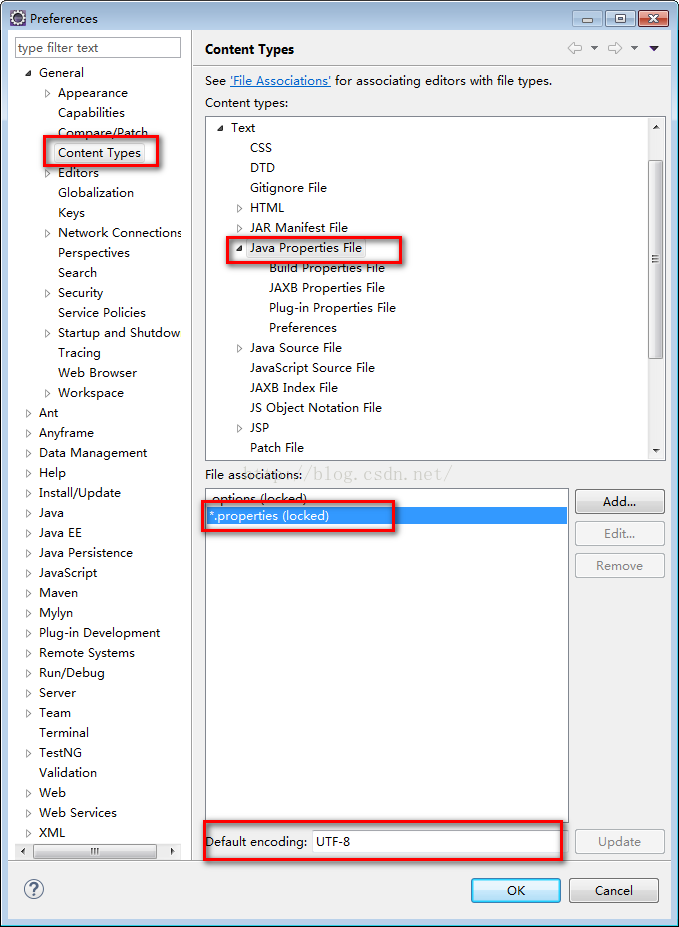 Preferences
type filter text
General
Appearance
Capabilities
Compare/Patch
Content Types
Editors
Globalization
Keys
Network Connections
Perspectives
Search
Security
Service Policies
Startup and Shutdow
Tracing
Web Browser
Workspace
Ant
Anyframe
Data Management
Help
Install/Update
Java
Java EE
Java Persistence
JavaScript
Maven
Mylyn
Plug-in Development
Remote Systems
Run/Debug
Server
Team
Terminal
TestNG
Validation
Web
Web Services
XML
Content Types
See 'File Associations' for associating editors with file types.
Content types:
Text
CSS
DTD
Gitignore File
HTML
JAR Manifest File
Java Properties File
Build Properties File
JAXB Properties File
Plug-in Properties File
Preferences
Java Source File
JavaScript Source File
JAXB Index File
JS Object Notation File
JSP
Patch File
http://blog.csdn.net/
File associations:
.options (locked)
*.properties (locked)
Add...
Edit...
Remove
Default encoding: UTF-8
Update
?
OK
Cancel